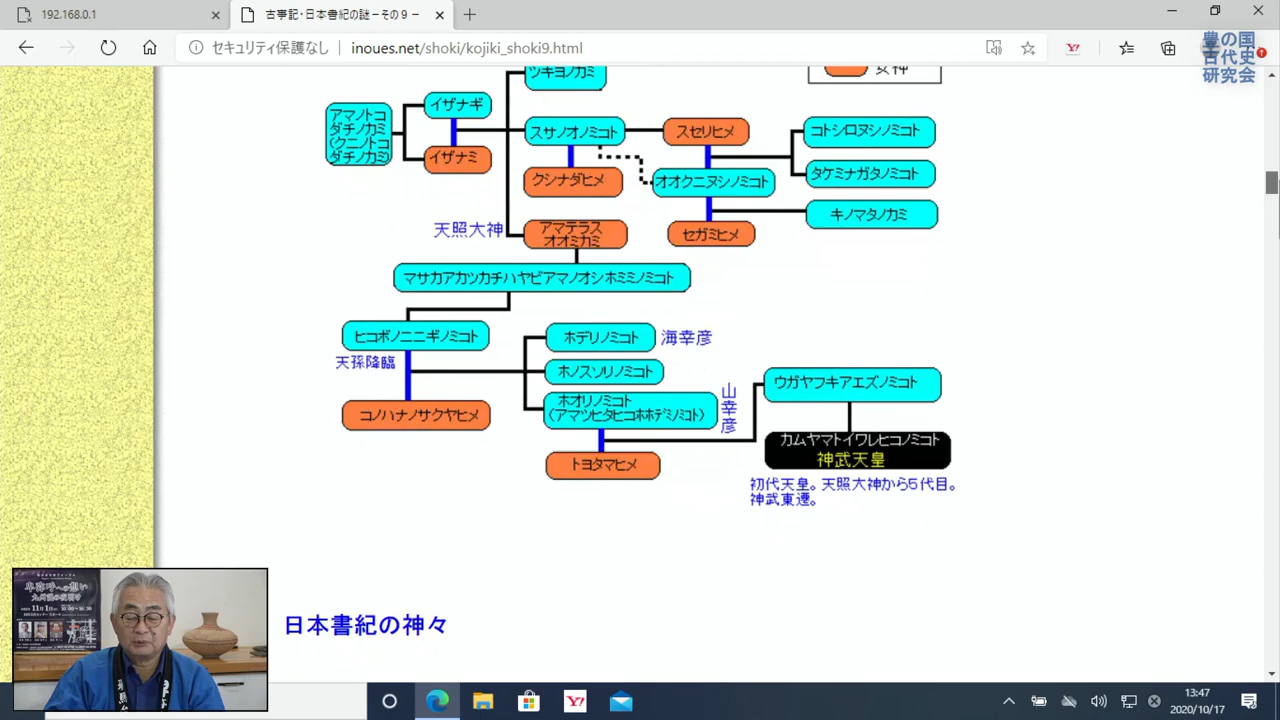 192.168.0.1
古事記・日本書紀の謎－その９－
セキュリティ保護なし
inoues.net/shoki/kojiki_shoki9.html
豊の国
古代史
研究会
ツキヨノカミ
女神
アマノトコ
ダチノカミ
(クニノトコ
ダチノカミ)
イザナギ
イザナミ
スサノオノミコト
スセリヒメ
コトシロヌシノミコト
タケミナガタノミコト
クシナダヒメ
オオクニヌシノミコト
キノマタノカミ
天照大神
アマテラス
オオミカミ
セガミヒメ
マサカアカツカチハヤビアマノオシホミミノミコト
ヒコボノニニギノミコト
天孫降臨
コノハナノサクヤヒメ
ホデリノミコト
海幸彦
ホノスソリノミコト
ホオリノミコト
(アマツヒタヒコホホデミノミコト)
山幸彦
トヨタマヒメ
ウガヤフキアエズノミコト
カムヤマトイワレヒコノミコト
神武天皇
初代天皇。天照大神から５代目。
神武東遷。
日本書紀の神々
卑弥呼への想い
11月1日
13:47
2020/10/17